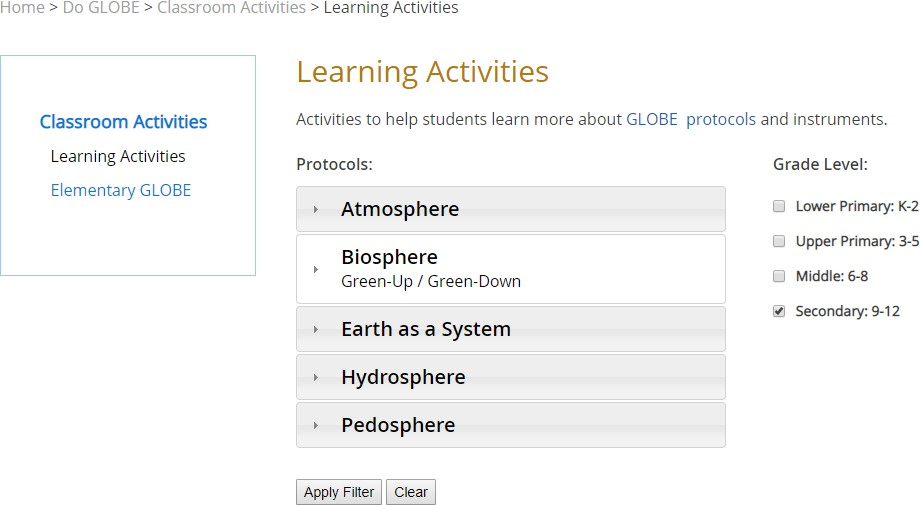 Home > Do GLOBE > Classroom Activities > Learning Activities
Classroom Activities
Learning Activities
Elementary GLOBE
Learning Activities
Activities to help students learn more about GLOBE protocols and instruments.
Protocols:
Atmosphere
Biosphere
Green-Up / Green-Down
Earth as a System
Hydrosphere
Pedosphere
Apply Filter
Clear
Grade Level:
Lower Primary: K-2
Upper Primary: 3-5
Middle: 6-8
Secondary: 9-12